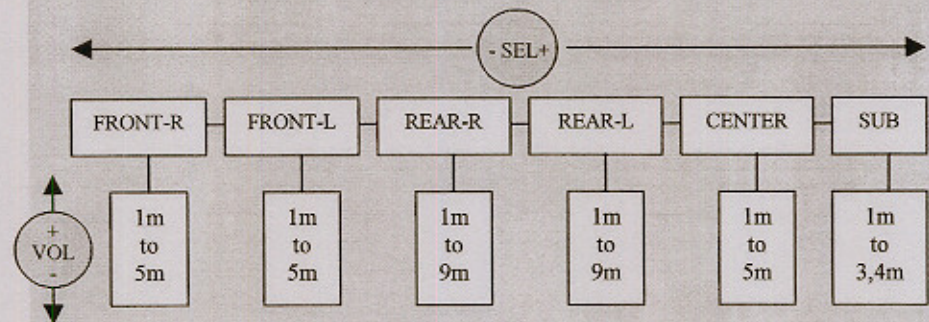 - SEL+
FRONT-R
FRONT-L
REAR-R
REAR-L
CENTER
SUB
+
VOL
-
1m
to
5m
1m
to
5m
1m
to
9m
1m
to
9m
1m
to
5m
1m
to
3,4m